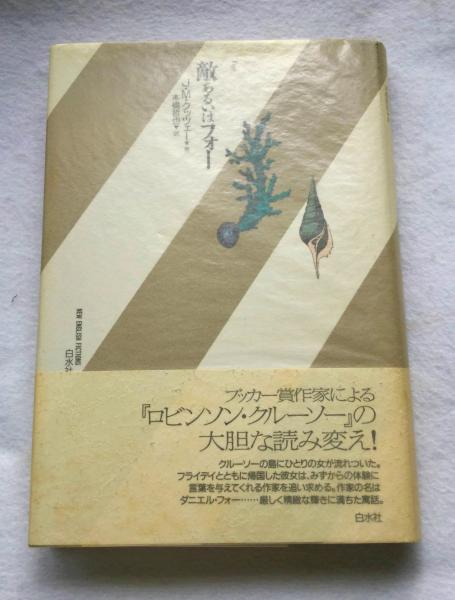 敵あるいはフォー
J・M・クッツェー★著
本橋哲也▼訳
NEW ENGLISH FICTIONS
白水社
ブッカー賞作家による
『ロビンソン・クルーソー』の
大胆な読み変え!
クルーソーの島にひとりの女が流れついた。
フライデイとともに帰国した彼女は、みずからの体験に
言葉を与えてくれる作家を追い求める。作家の名は
ダニエル・フォー……厳しく精緻な輝きに満ちた寓話。
白水社